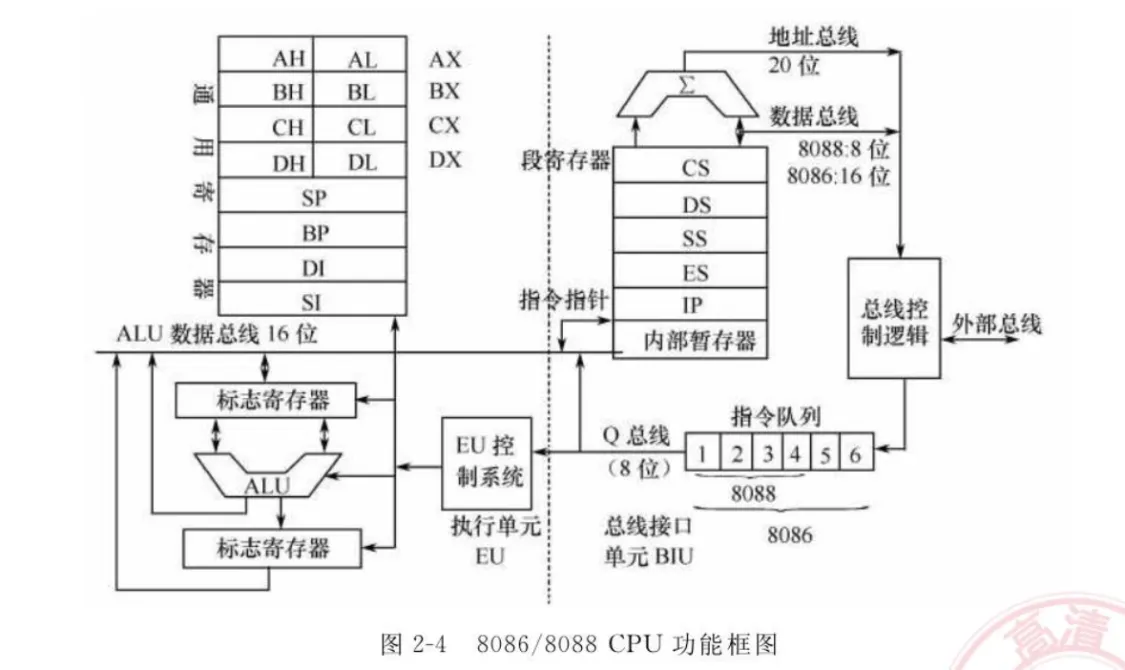 通用寄存器
AH AL AX
BH BL BX
CH CL CX
DH DL DX
SP
BP
DI
SI
ALU 数据总线 16 位
标志寄存器
ALU
标志寄存器
EU 控
制系统
执行单元
EU
地址总线
20 位
Σ
数据总线
8088:8 位
8086:16 位
段寄存器
CS
DS
SS
ES
指令指针
IP
内部暂存器
总线控
制逻辑
外部总线
指令队列
Q 总线
(8 位)
1 2 3 4 5 6
8088
8086
总线接口
单元 BIU
图 2-4 8086/8088 CPU 功能框图
高清